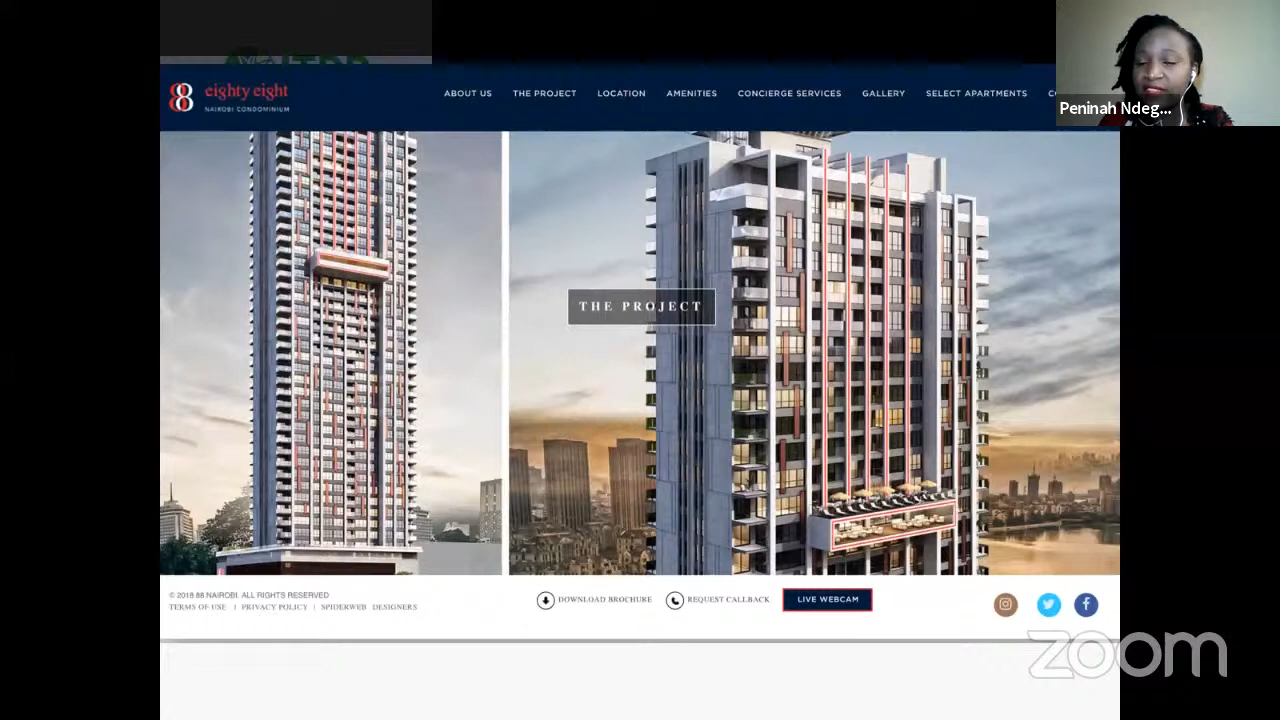 88
eighty eight
NAIROBI CONDOMINIUM
ABOUT US THE PROJECT LOCATION AMENITIES CONCIERGE SERVICES GALLERY SELECT APARTMENTS
Peninah Ndeg...
THE PROJECT
© 2018 88 NAIROBI. ALL RIGHTS RESERVED
TERMS OF USE | PRIVACY POLICY | SPIDERWEB DESIGNERS
DOWNLOAD BROCHURE REQUEST CALLBACK LIVE WEBCAM
zoom